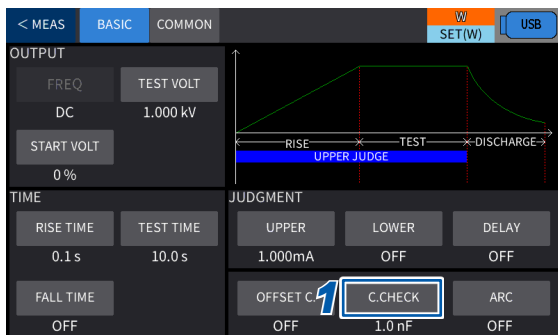 < MEAS BASIC COMMON W SET(W) USB
OUTPUT
FREQ TEST VOLT
DC 1.000 kV
START VOLT
0 %
RISE TEST DISCHARGE
UPPER JUDGE
TIME
RISE TIME TEST TIME
0.1 s 10.0 s
FALL TIME
OFF
JUDGMENT
UPPER LOWER DELAY
1.000mA OFF OFF
OFFSET C. 1 C.CHECK ARC
OFF 1.0 nF OFF